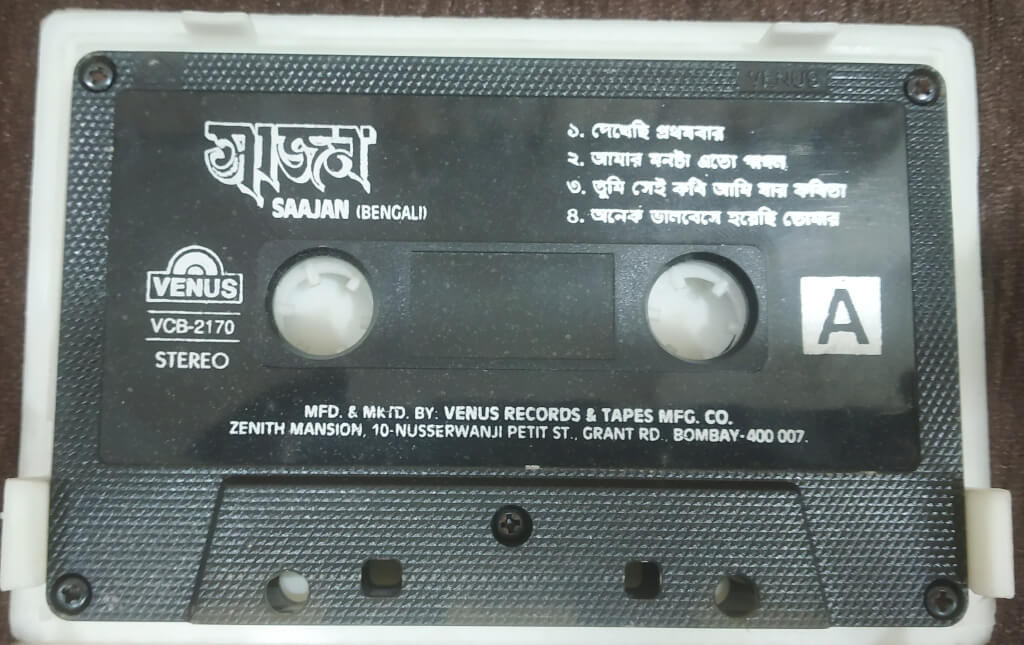 VENUS
সাজন
SAAJAN (BENGALI)
১. দেখেছি প্রথমবার
২. আমার মনটা এতো পাগল
৩. তুমি সেই কবি আমি যার কবিতা
৪. অনেক ভালবেসে হয়েছি তোমার
VENUS
VCB-2170
STEREO
A
MFD. & MKTD. BY: VENUS RECORDS & TAPES MFG. CO.
ZENITH MANSION, 10-NUSSERWANJI PETIT ST., GRANT RD., BOMBAY-400 007.